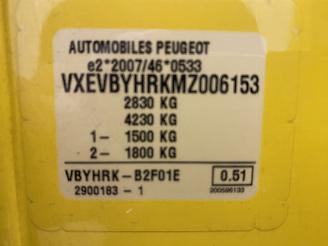 AUTOMOBILES PEUGEOT
e2*2007/46*0533
VXEVBYHRKMZ006153
2830 KG
4230 KG
1- 1500 KG
2- 1800 KG
VBYHRK-B2F01E 0.51
2900183 - 1 200596133